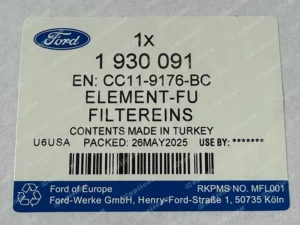 Ford
1x
1 930 091
EN: CC11-9176-BC
ELEMENT-FU
FILTEREINS
CONTENTS MADE IN TURKEY
U6USA PACKED: 26MAY2025 USE BY: *******
Ford of Europe RKPMS NO. MFL001
Ford-Werke GmbH, Henry-Ford-Straße 1, 50735 Köln